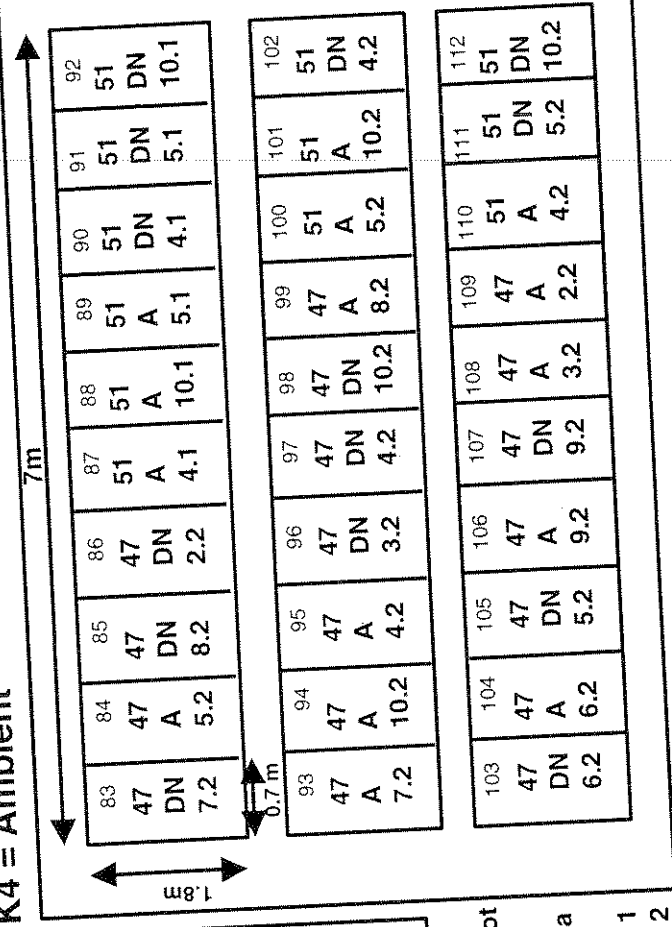 K4 = Ambient
7m
83 84 85 86 87 88 89 90 91 92
47 47 47 47 51 51 51 51 51 51
DN A DN DN A A A DN DN DN
7.2 5.2 8.2 2.2 4.1 10.1 5.1 4.1 5.1 10.1
1.8m
0.7 m
93 94 95 96 97 98 99 100 101 102
47 47 47 47 47 47 47 51 51 51
A A A DN DN DN A A A DN
7.2 10.2 4.2 3.2 4.2 10.2 8.2 5.2 10.2 4.2
103 104 105 106 107 108 109 110 111 112
47 47 47 47 47 47 47 51 51 51
DN A DN A DN A A A DN DN
6.2 6.2 5.2 9.2 9.2 3.2 2.2 4.2 5.2 10.2
ot
a
1
2